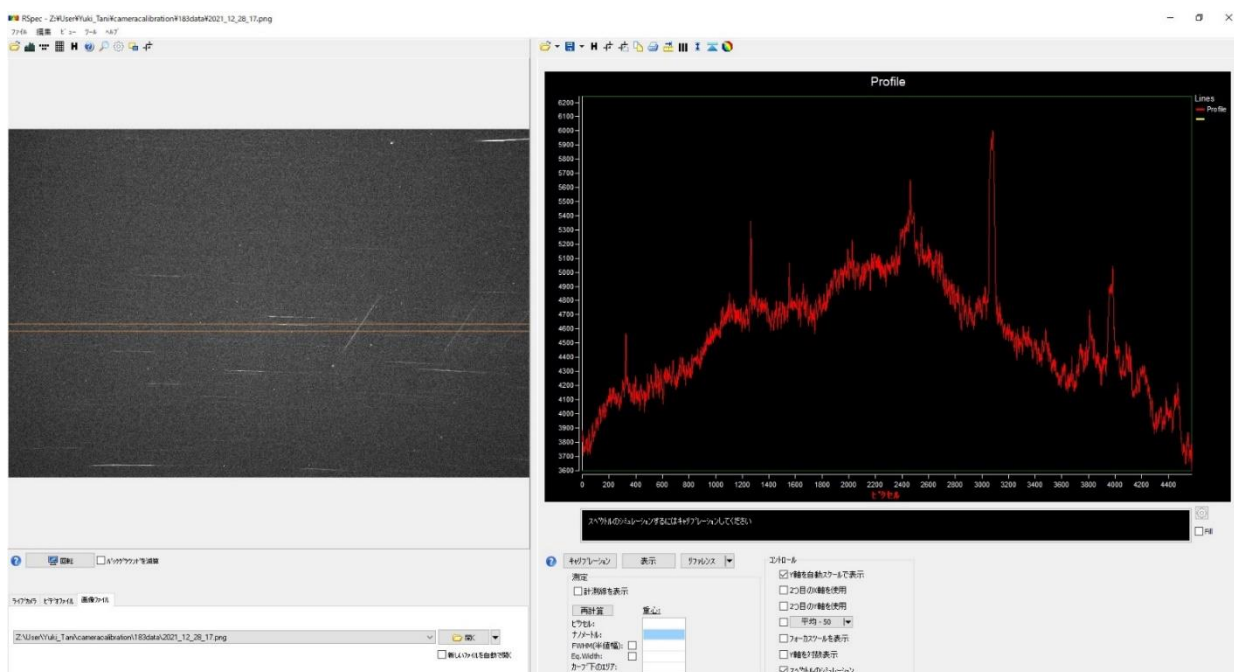 RSpec - Z:¥User¥Yuki_Tani¥cameracalibration¥183data¥2021_12_28_17.png
ファイル 編集 ビュー ツール ヘルプ
Profile
Lines
Profile
6200
6100
6000
5900
5800
5700
5600
5500
5400
5300
5200
5100
5000
4900
4800
4700
4600
4500
4400
4300
4200
4100
4000
3900
3800
3700
3600
0 200 400 600 800 1000 1200 1400 1600 1800 2000 2200 2400 2600 2800 3000 3200 3400 3600 3800 4000 4200 4400
ピクセル
スペクトルのシミュレーションするにはキャリブレーションしてください
Fill
回転
バックグラウンドを減算
ライブカメラ ビデオファイル 画像ファイル
Z:\User\Yuki_Tani\cameracalibration\183data\2021_12_28_17.png
開く
新しいファイルを自動で開く
キャリブレーション 表示 リファレンス
測定
計測線を表示
再計算 重心:
ピクセル:
ナノメートル:
FWHM(半値幅):
Eq.Width:
カーブ下のエリア:
コントロール
Y軸を自動スケールで表示
2つ目のX軸を使用
2つ目のY軸を使用
平均 - 50
フォーカスツールを表示
Y軸を対数表示
スペクトルのシミュレーション